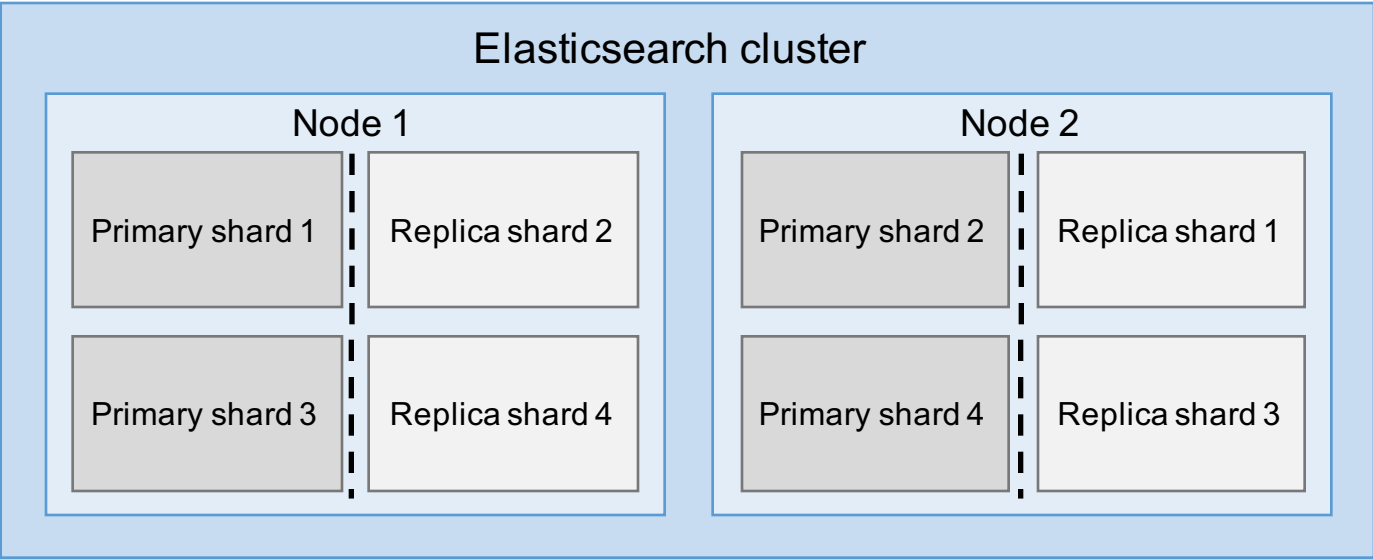 Elasticsearch cluster
Node 1
Primary shard 1
Replica shard 2
Primary shard 3
Replica shard 4
Node 2
Primary shard 2
Replica shard 1
Primary shard 4
Replica shard 3